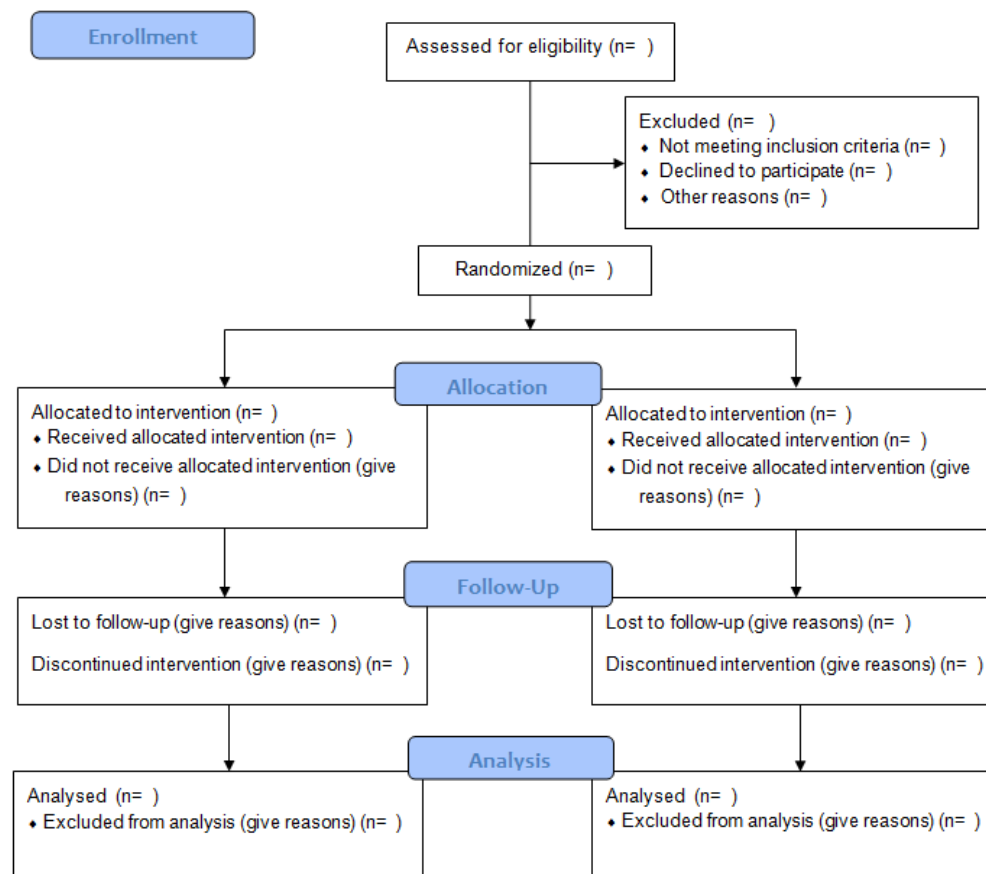 Enrollment
Assessed for eligibility (n= )
Excluded (n= )
⬥ Not meeting inclusion criteria (n= )
⬥ Declined to participate (n= )
⬥ Other reasons (n= )
Randomized (n= )
Allocation
Allocated to intervention (n= )
⬥ Received allocated intervention (n= )
⬥ Did not receive allocated intervention (give
reasons) (n= )
Allocated to intervention (n= )
⬥ Received allocated intervention (n= )
⬥ Did not receive allocated intervention (give
reasons) (n= )
Follow-Up
Lost to follow-up (give reasons) (n= )
Discontinued intervention (give reasons) (n= )
Lost to follow-up (give reasons) (n= )
Discontinued intervention (give reasons) (n= )
Analysis
Analysed (n= )
⬥ Excluded from analysis (give reasons) (n= )
Analysed (n= )
⬥ Excluded from analysis (give reasons) (n= )